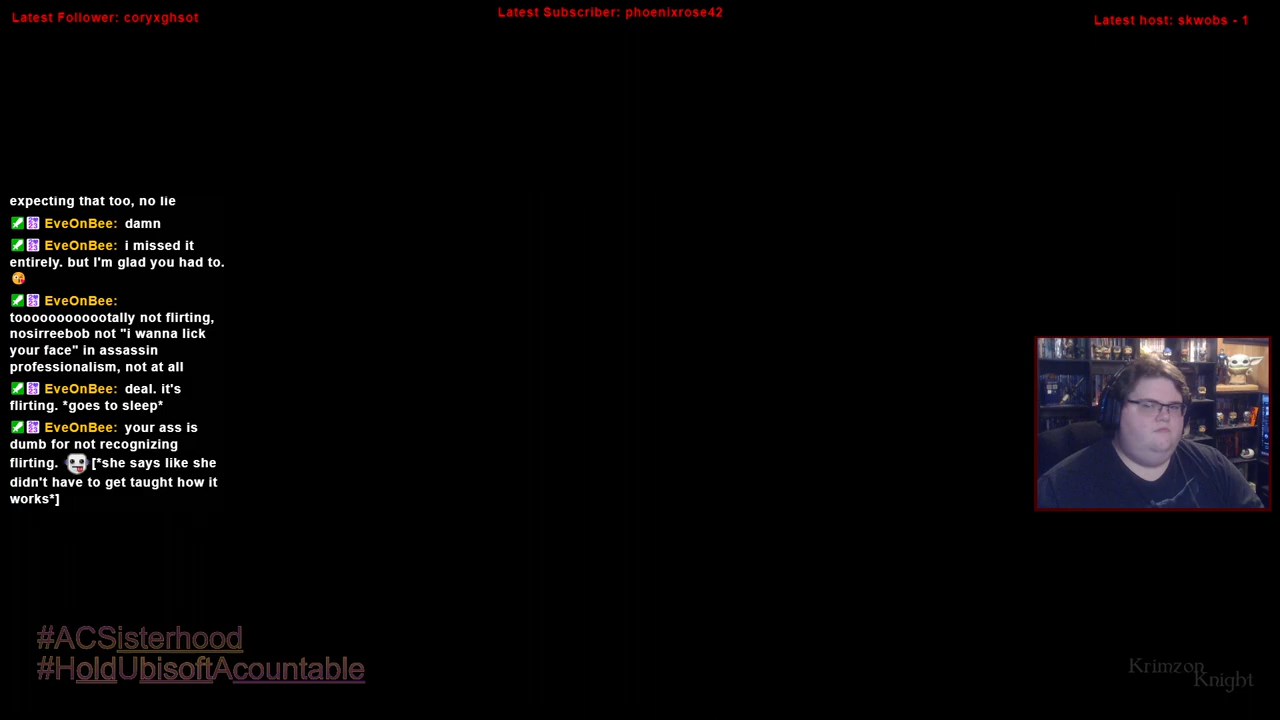 Latest Follower: coryxghsot
Latest Subscriber: phoenixrose42
Latest host: skwobs - 1
expecting that too, no lie
EveOnBee: damn
EveOnBee: i missed it
entirely. but I'm glad you had to.
EveOnBee:
toooooooooootally not flirting,
nosirreebob not "i wanna lick
your face" in assassin
professionalism, not at all
EveOnBee: deal. it's
flirting. *goes to sleep*
EveOnBee: your ass is
dumb for not recognizing
flirting. [*she says like she
didn't have to get taught how it
works*]
#ACSisterhood
#HoldUbisoftAcountable
Krimzon
Knight